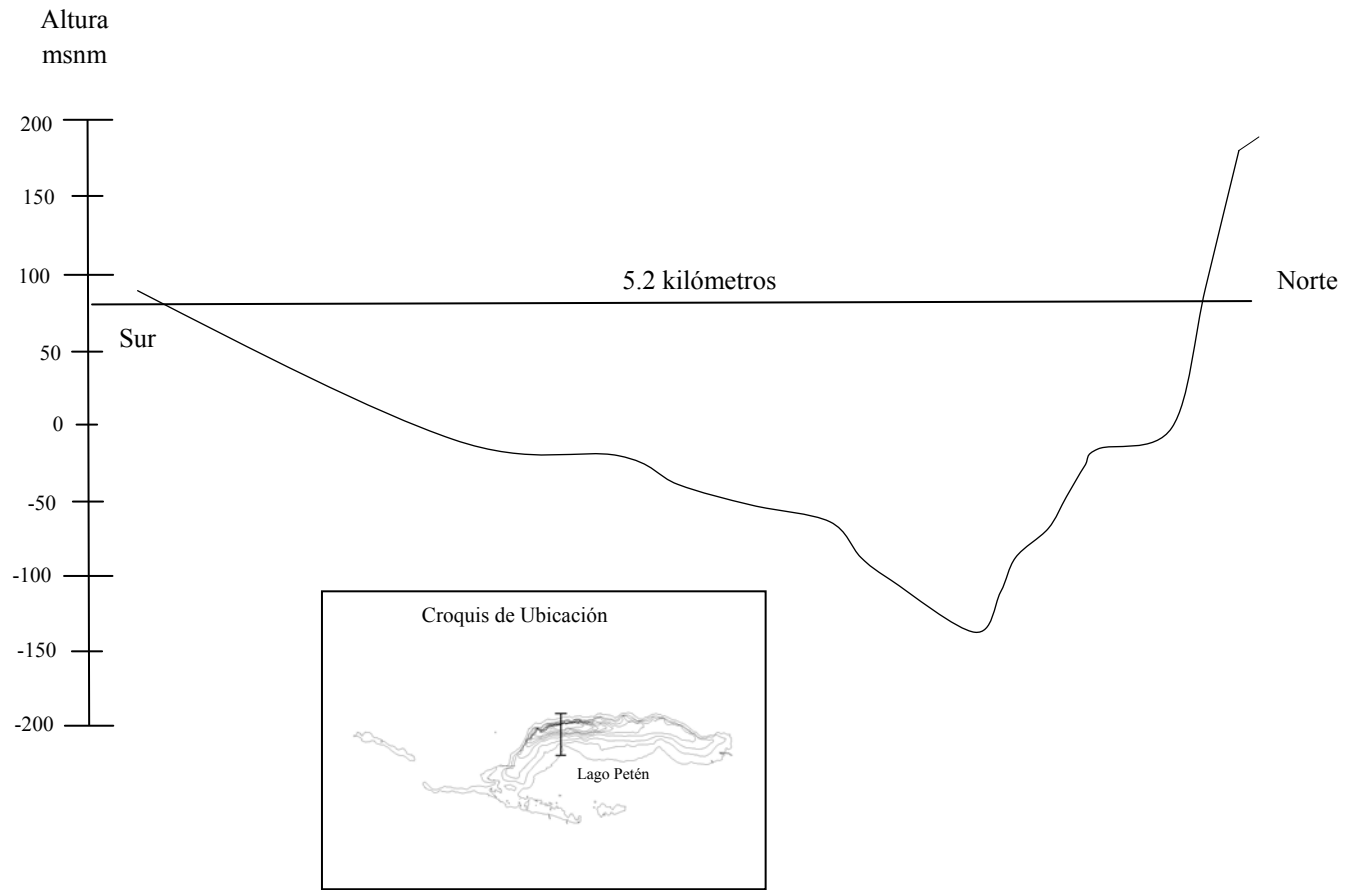 Altura
msnm
200
150
100
5.2 kilómetros
Norte
Sur
50
0
-50
-100
Croquis de Ubicación
-150
-200
Lago Petén